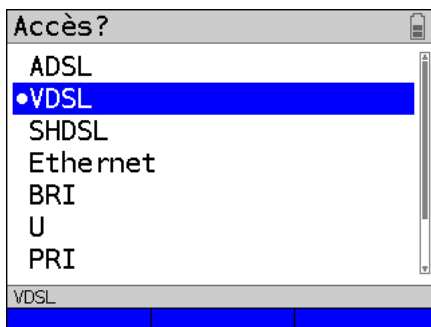 Accès?
ADSL
•VDSL
SHDSL
Ethernet
BRI
U
PRI
VDSL